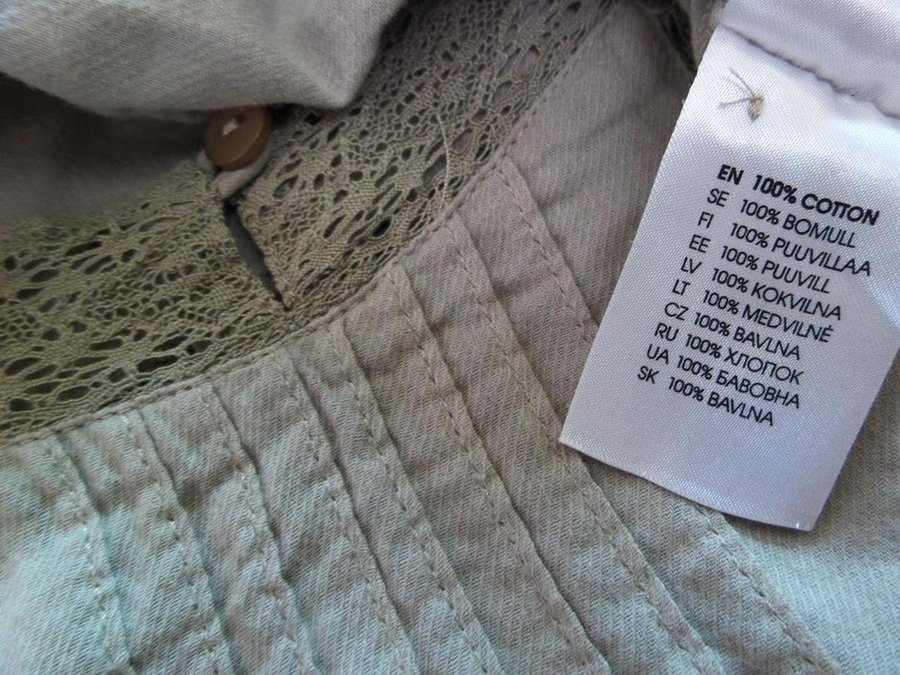 EN 100% COTTON
SE 100% BOMULL
FI 100% PUUVILLAA
EE 100% PUUVILL
LV 100% KOKVILNA
LT 100% MEDVILNĖ
CZ 100% BAVLNA
RU 100% ХЛОПОК
UA 100% БАВОВНА
SK 100% BAVLNA